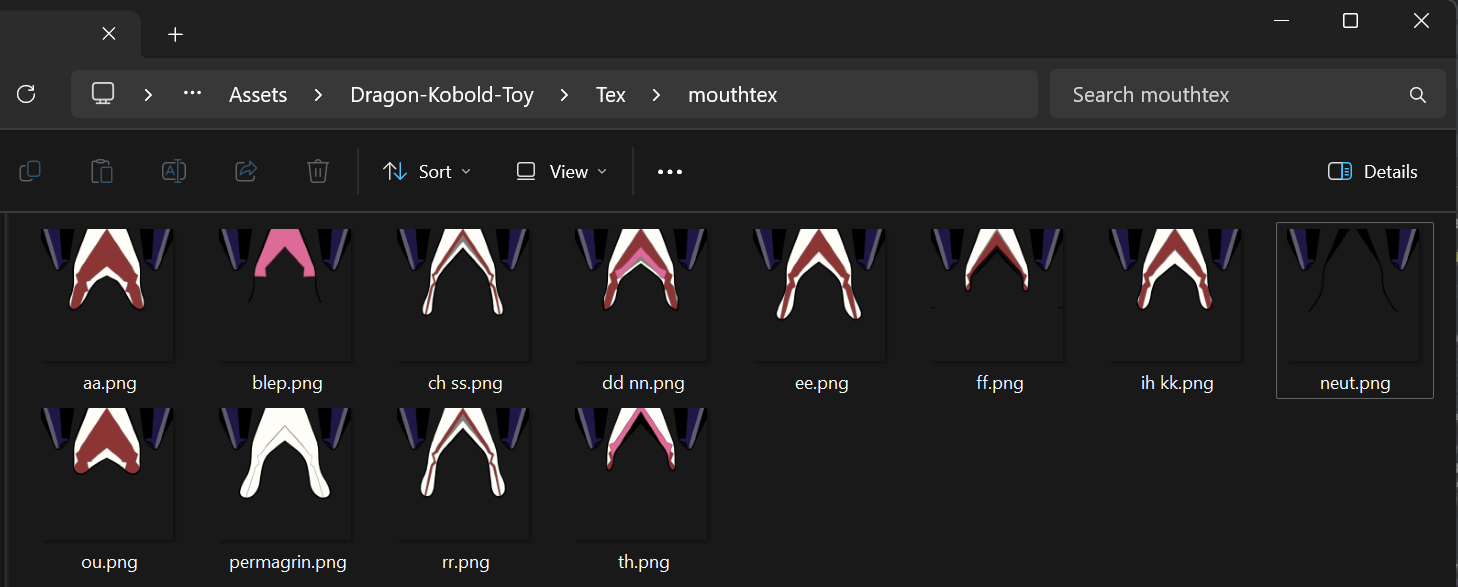 Assets > Dragon-Kobold-Toy > Tex > mouthtex
Search mouthtex
Sort
View
Details
aa.png
blep.png
ch ss.png
dd nn.png
ee.png
ff.png
ih kk.png
neut.png
ou.png
permagrin.png
rr.png
th.png